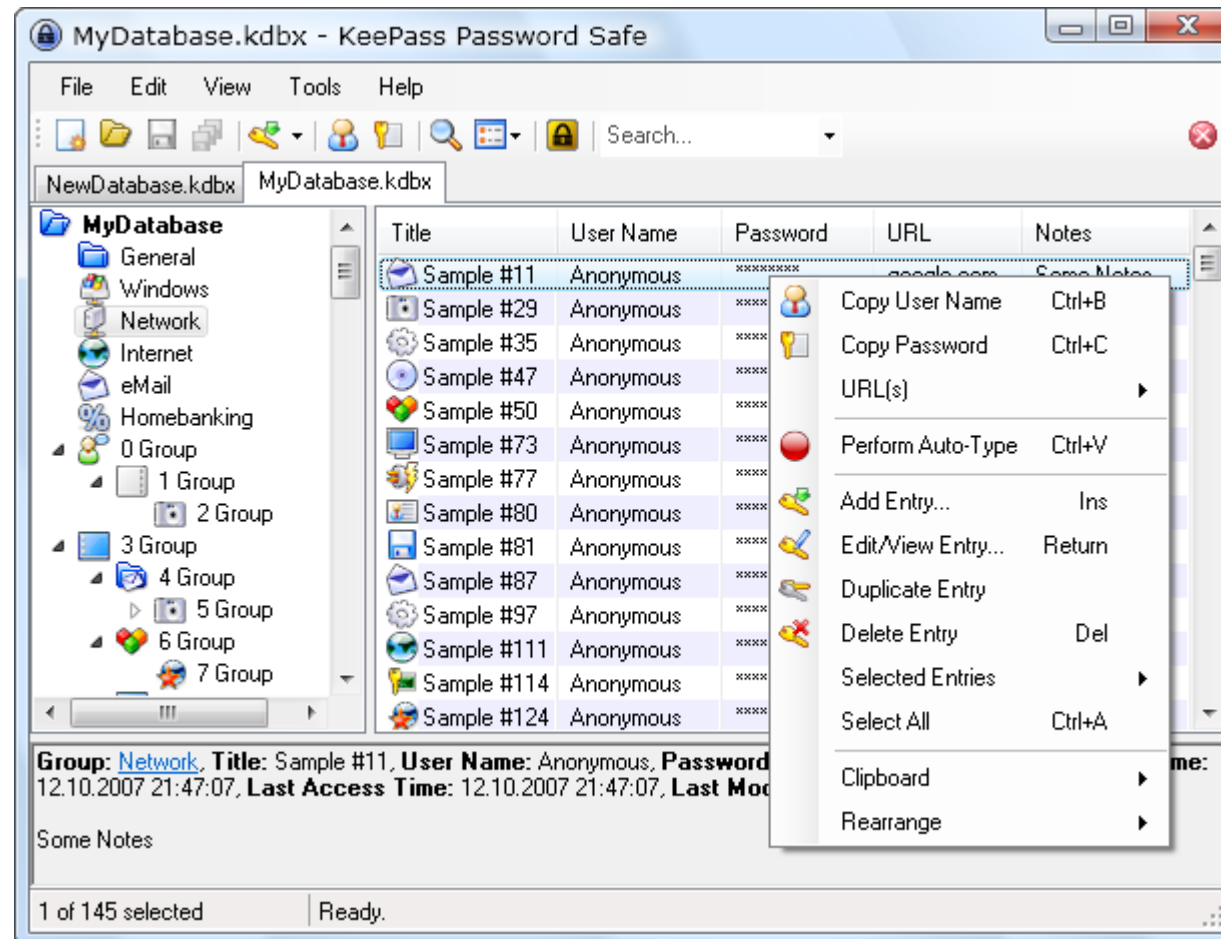 MyDatabase.kdbx - KeePass Password Safe
File Edit View Tools Help
Search...
NewDatabase.kdbx MyDatabase.kdbx
MyDatabase
General
Windows
Network
Internet
eMail
Homebanking
0 Group
1 Group
2 Group
3 Group
4 Group
5 Group
6 Group
7 Group
Title User Name Password URL Notes
Sample #11 Anonymous ******** google.com Some Notes
Sample #29 Anonymous ****
Sample #35 Anonymous ****
Sample #47 Anonymous ****
Sample #50 Anonymous ****
Sample #73 Anonymous ****
Sample #77 Anonymous ****
Sample #80 Anonymous ****
Sample #81 Anonymous ****
Sample #87 Anonymous ****
Sample #97 Anonymous ****
Sample #111 Anonymous ****
Sample #114 Anonymous ****
Sample #124 Anonymous ****
Copy User Name Ctrl+B
Copy Password Ctrl+C
URL(s)
Perform Auto-Type Ctrl+V
Add Entry... Ins
Edit/View Entry... Return
Duplicate Entry
Delete Entry Del
Selected Entries
Select All Ctrl+A
Clipboard
Rearrange
Group: Network, Title: Sample #11, User Name: Anonymous, Password me:
12.10.2007 21:47:07, Last Access Time: 12.10.2007 21:47:07, Last Mod
Some Notes
1 of 145 selected Ready.